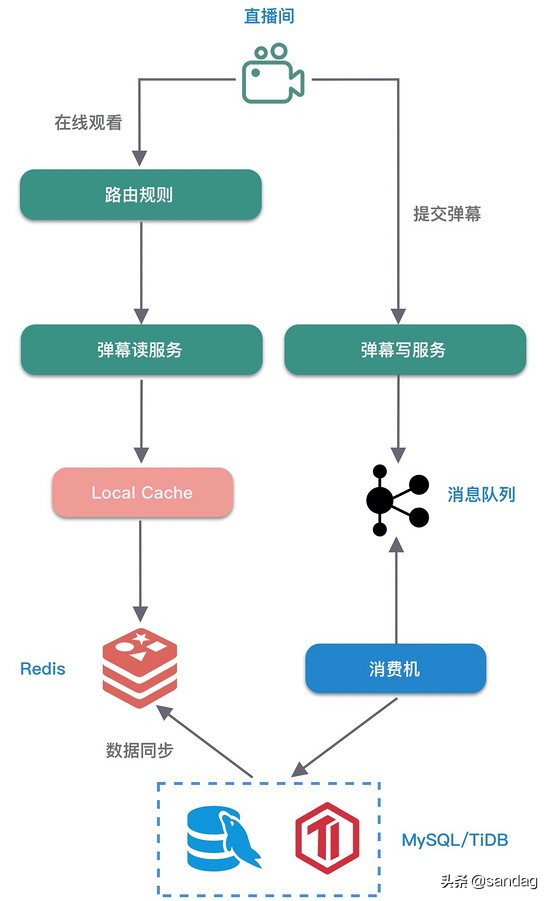 直播间
在线观看
路由规则
提交弹幕
弹幕读服务
弹幕写服务
Local Cache
消息队列
Redis
消费机
数据同步
MySQL/TiDB
头条 @sandag